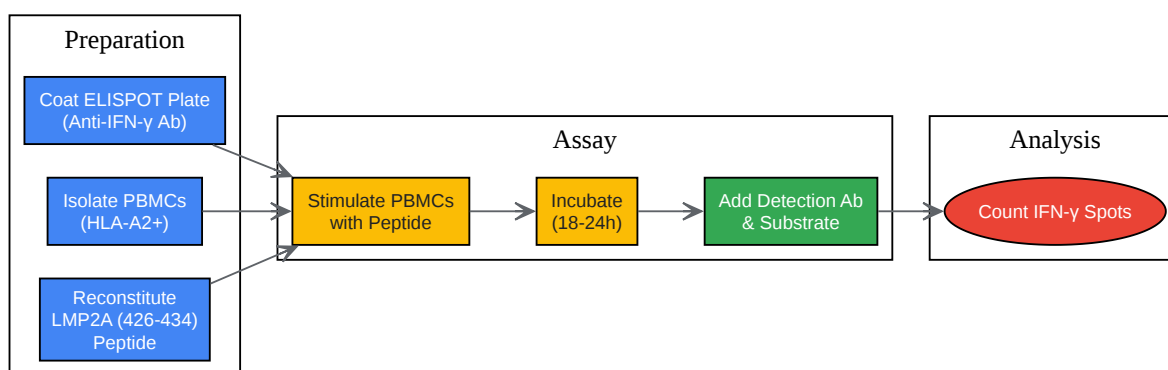 Preparation
Coat ELISPOT Plate
(Anti-IFN-γ Ab)
Isolate PBMCs
(HLA-A2+)
Reconstitute
LMP2A (426-434)
Peptide
Assay
Stimulate PBMCs
with Peptide
Incubate
(18-24h)
Add Detection Ab
& Substrate
Analysis
Count IFN-γ Spots